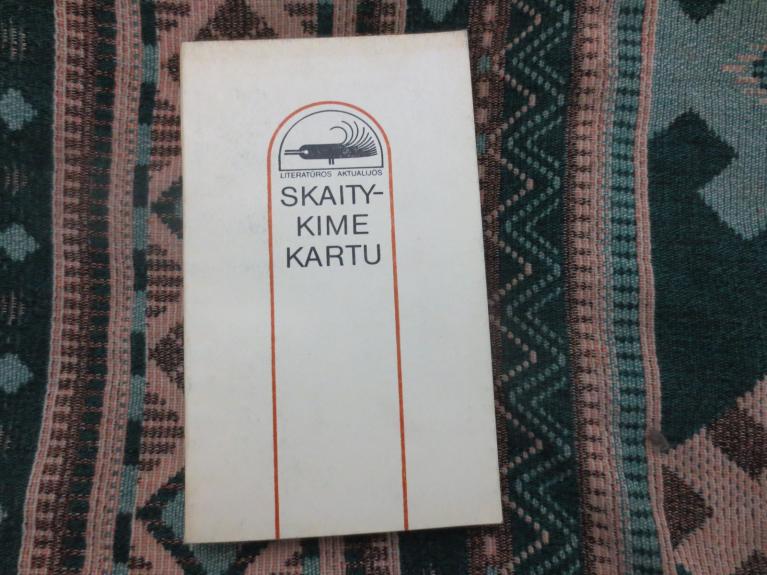 LITERATŪROS AKTUALIJOS
SKAITY-
KIME
KARTU